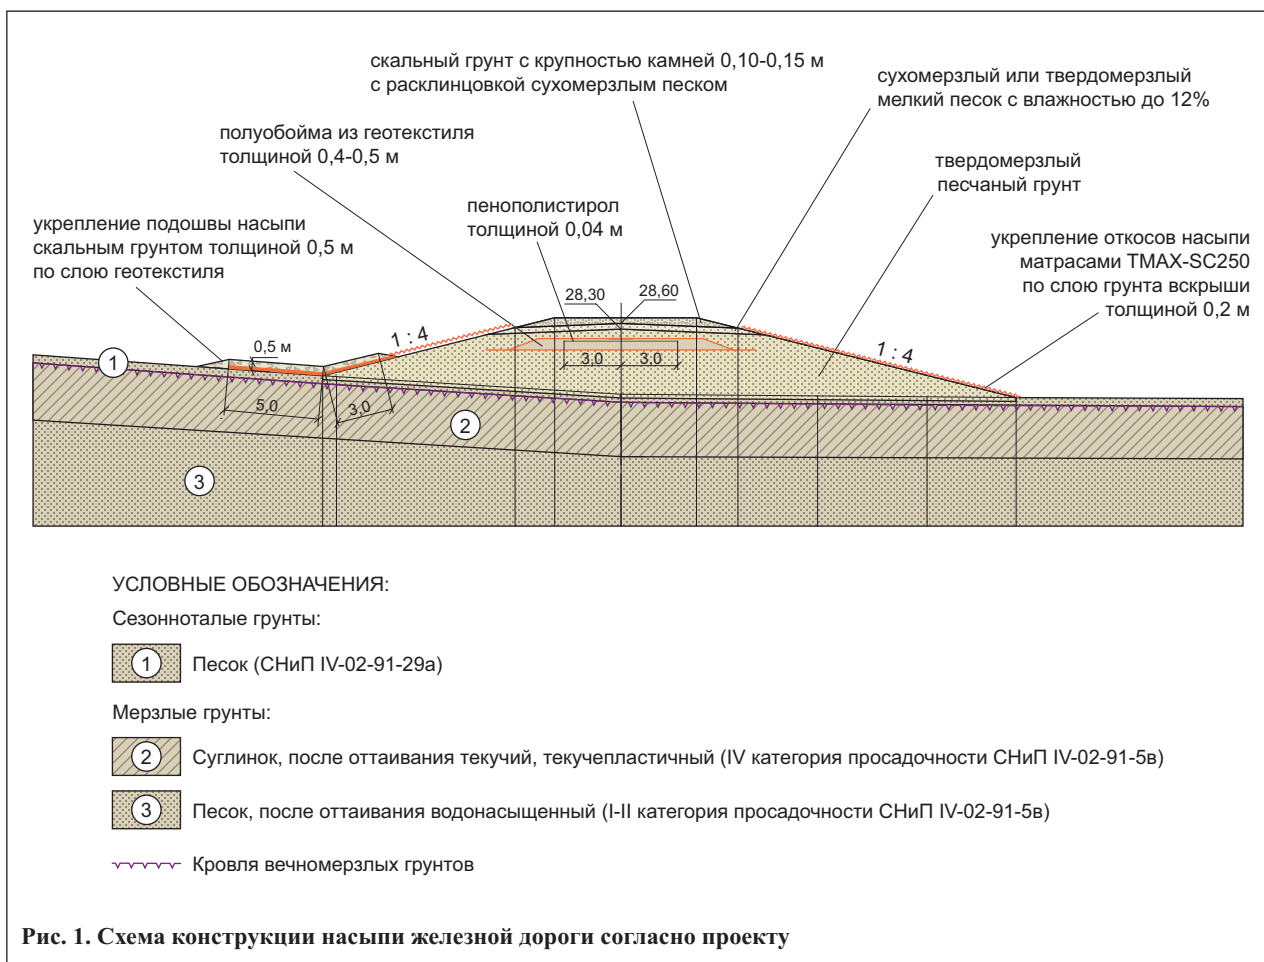 скальный грунт с крупностью камней 0,10-0,15 м
с расклинцовкой сухомерзлым песком
сухомерзлый или твердомерзлый
мелкий песок с влажностью до 12%
полуобойма из геотекстиля
толщиной 0,4-0,5 м
твердомерзлый
песчаный грунт
пенополистирол
толщиной 0,04 м
укрепление подошвы насыпи
скальным грунтом толщиной 0,5 м
по слою геотекстиля
укрепление откосов насыпи
матрасами TMAX-SC250
по слою грунта вскрыши
толщиной 0,2 м
28,30
28,60
1 : 4
0,5 м
1 : 4
1
3,0
3,0
5,0
3,0
2
3
УСЛОВНЫЕ ОБОЗНАЧЕНИЯ:
Сезонноталые грунты:
1 Песок (СНиП IV-02-91-29а)
Мерзлые грунты:
2 Суглинок, после оттаивания текучий, текучепластичный (IV категория просадочности СНиП IV-02-91-5в)
3 Песок, после оттаивания водонасыщенный (I-II категория просадочности СНиП IV-02-91-5в)
Кровля вечномерзлых грунтов
Рис. 1. Схема конструкции насыпи железной дороги согласно проекту